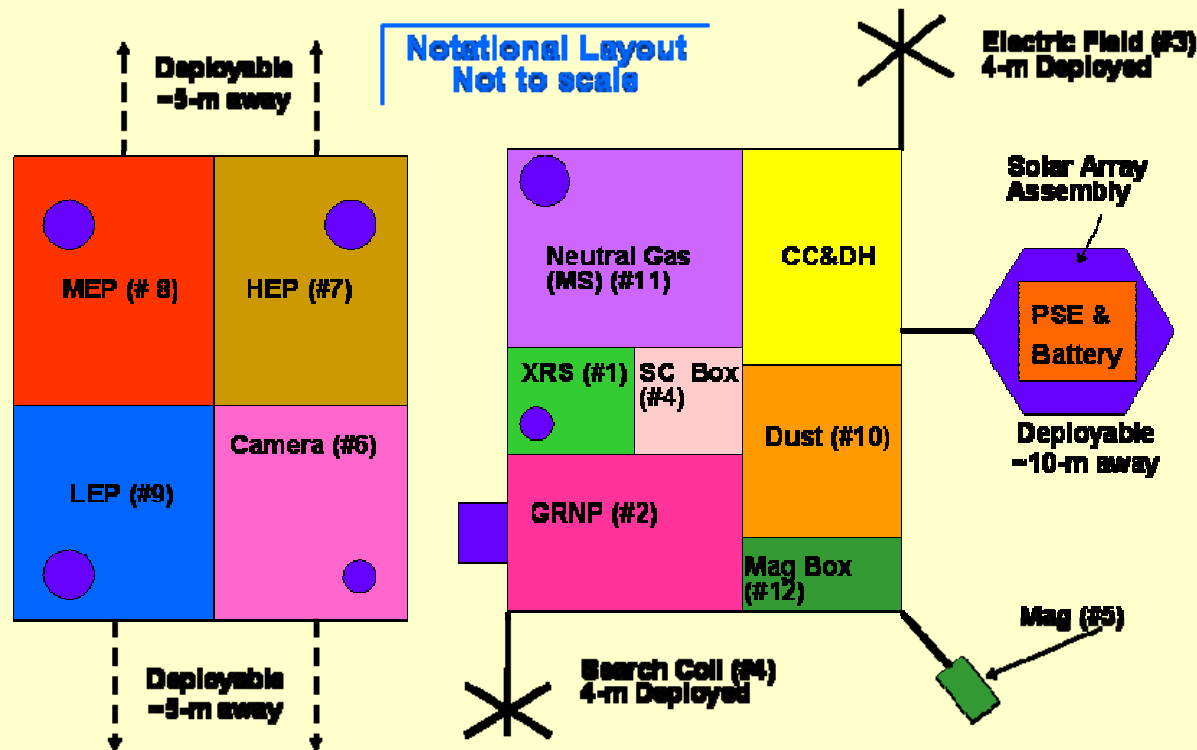 Notational Layout
Not to scale
Deployable
~5-m away
Electric Field (#3)
4-m Deployed
Solar Array
Assembly
MEP (# 8)
HEP (#7)
Neutral Gas
(MS) (#11)
CC&DH
PSE &
Battery
XRS (#1)
SC Box
(#4)
Camera (#6)
Dust (#10)
Deployable
~10-m away
LEP (#9)
GRNP (#2)
Mag Box
(#12)
Mag (#5)
Deployable
~5-m away
Search Coil (#4)
4-m Deployed